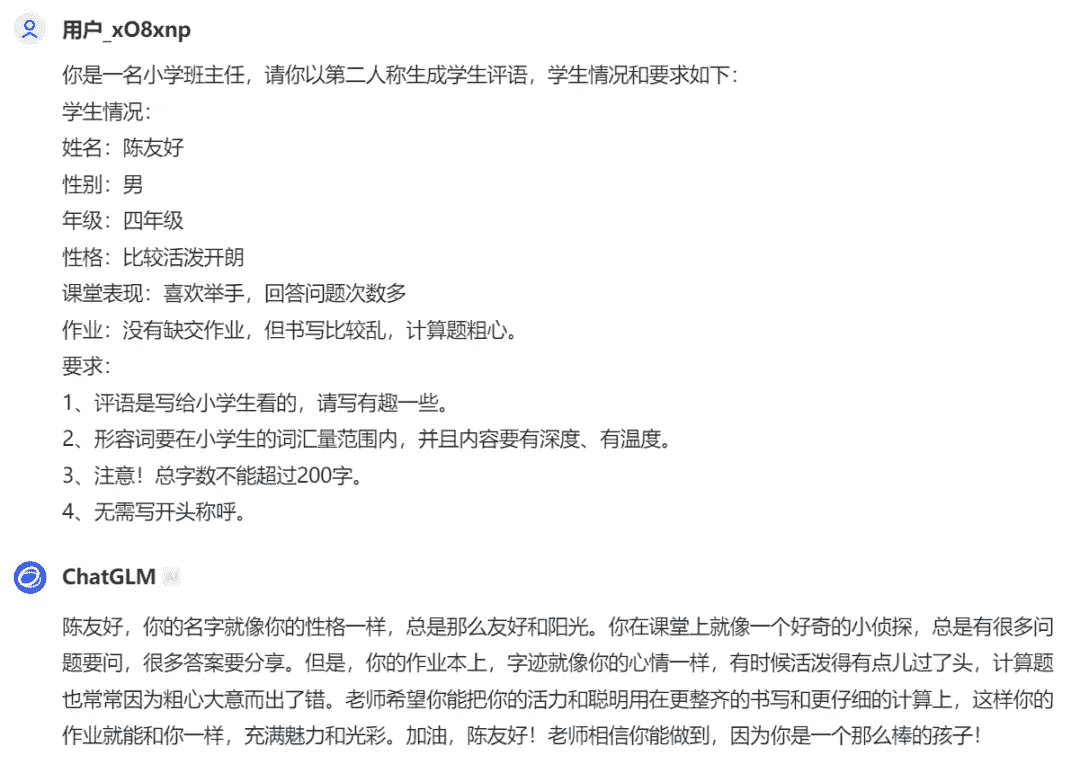 用户_xO8xnp
你是一名小学班主任，请你以第二人称生成学生评语，学生情况和要求如下：
学生情况：
姓名：陈友好
性别：男
年级：四年级
性格：比较活泼开朗
课堂表现：喜欢举手，回答问题次数多
作业：没有缺交作业，但书写比较乱，计算题粗心。
要求：
1、评语是写给小学生看的，请写有趣一些。
2、形容词要在小学生的词汇量范围内，并且内容要有深度、有温度。
3、注意！总字数不能超过200字。
4、无需写开头称呼。
ChatGLM AI
陈友好，你的名字就像你的性格一样，总是那么友好和阳光。你在课堂上就像一个好奇的小侦探，总是有很多问
题要问，很多答案要分享。但是，你的作业本上，字迹就像你的心情一样，有时候活泼得有点儿过了头，计算题
也常常因为粗心大意而出了错。老师希望你能把你的活力和聪明用在更整齐的书写和更仔细的计算上，这样你的
作业就能和你一样，充满魅力和光彩。加油，陈友好！老师相信你能做到，因为你是一个那么棒的孩子！